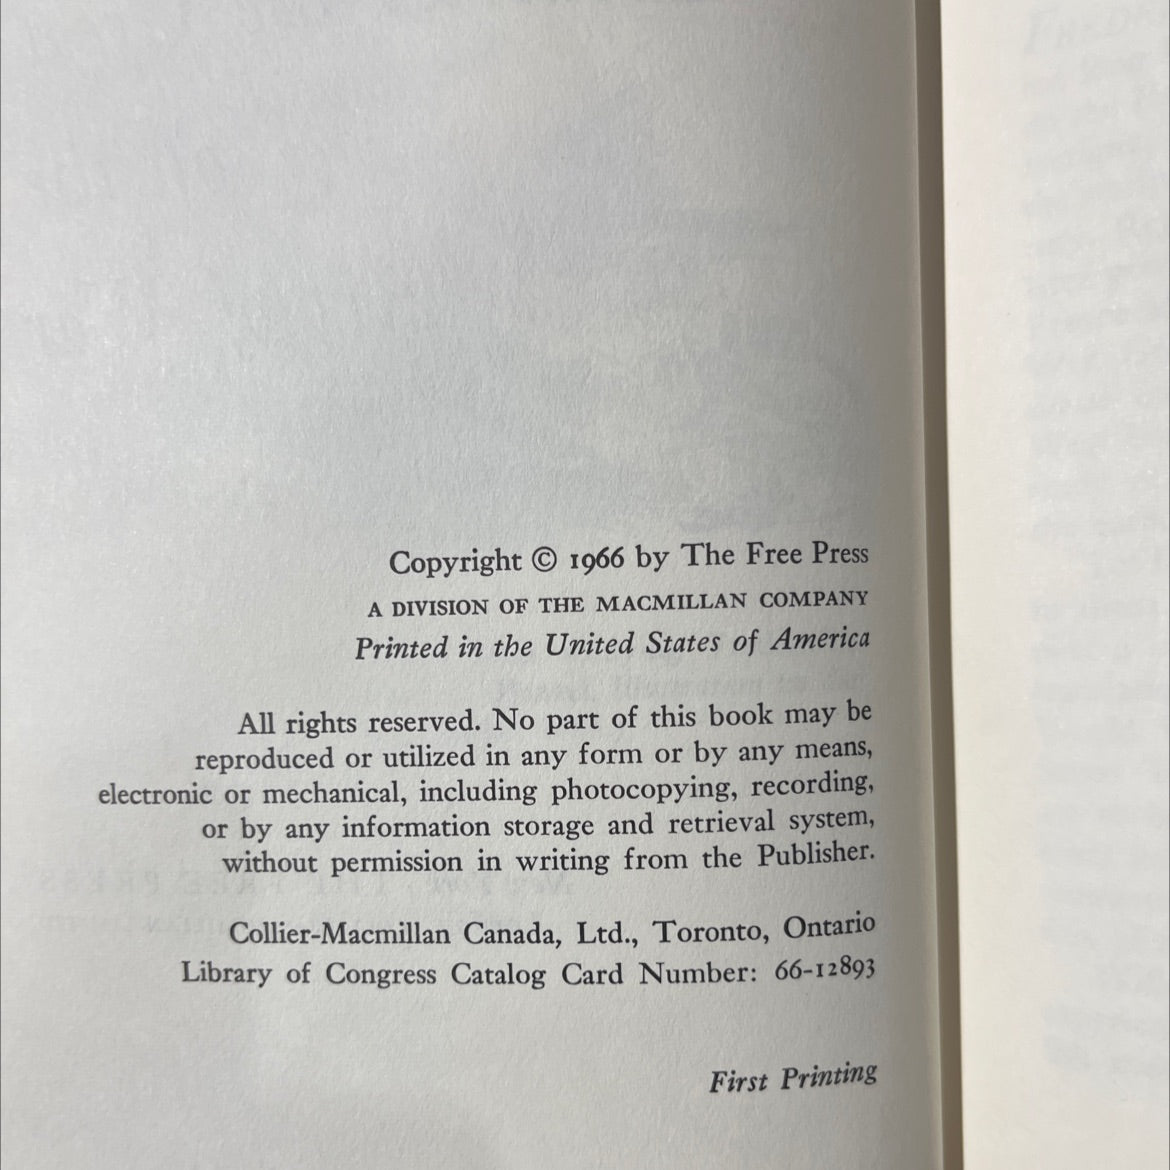 Copyright © 1966 by The Free Press
A DIVISION OF THE MACMILLAN COMPANY
Printed in the United States of America
All rights reserved. No part of this book may be
reproduced or utilized in any form or by any means,
electronic or mechanical, including photocopying, recording,
or by any information storage and retrieval system,
without permission in writing from the Publisher.
Collier-Macmillan Canada, Ltd., Toronto, Ontario
Library of Congress Catalog Card Number: 66-12893
First Printing